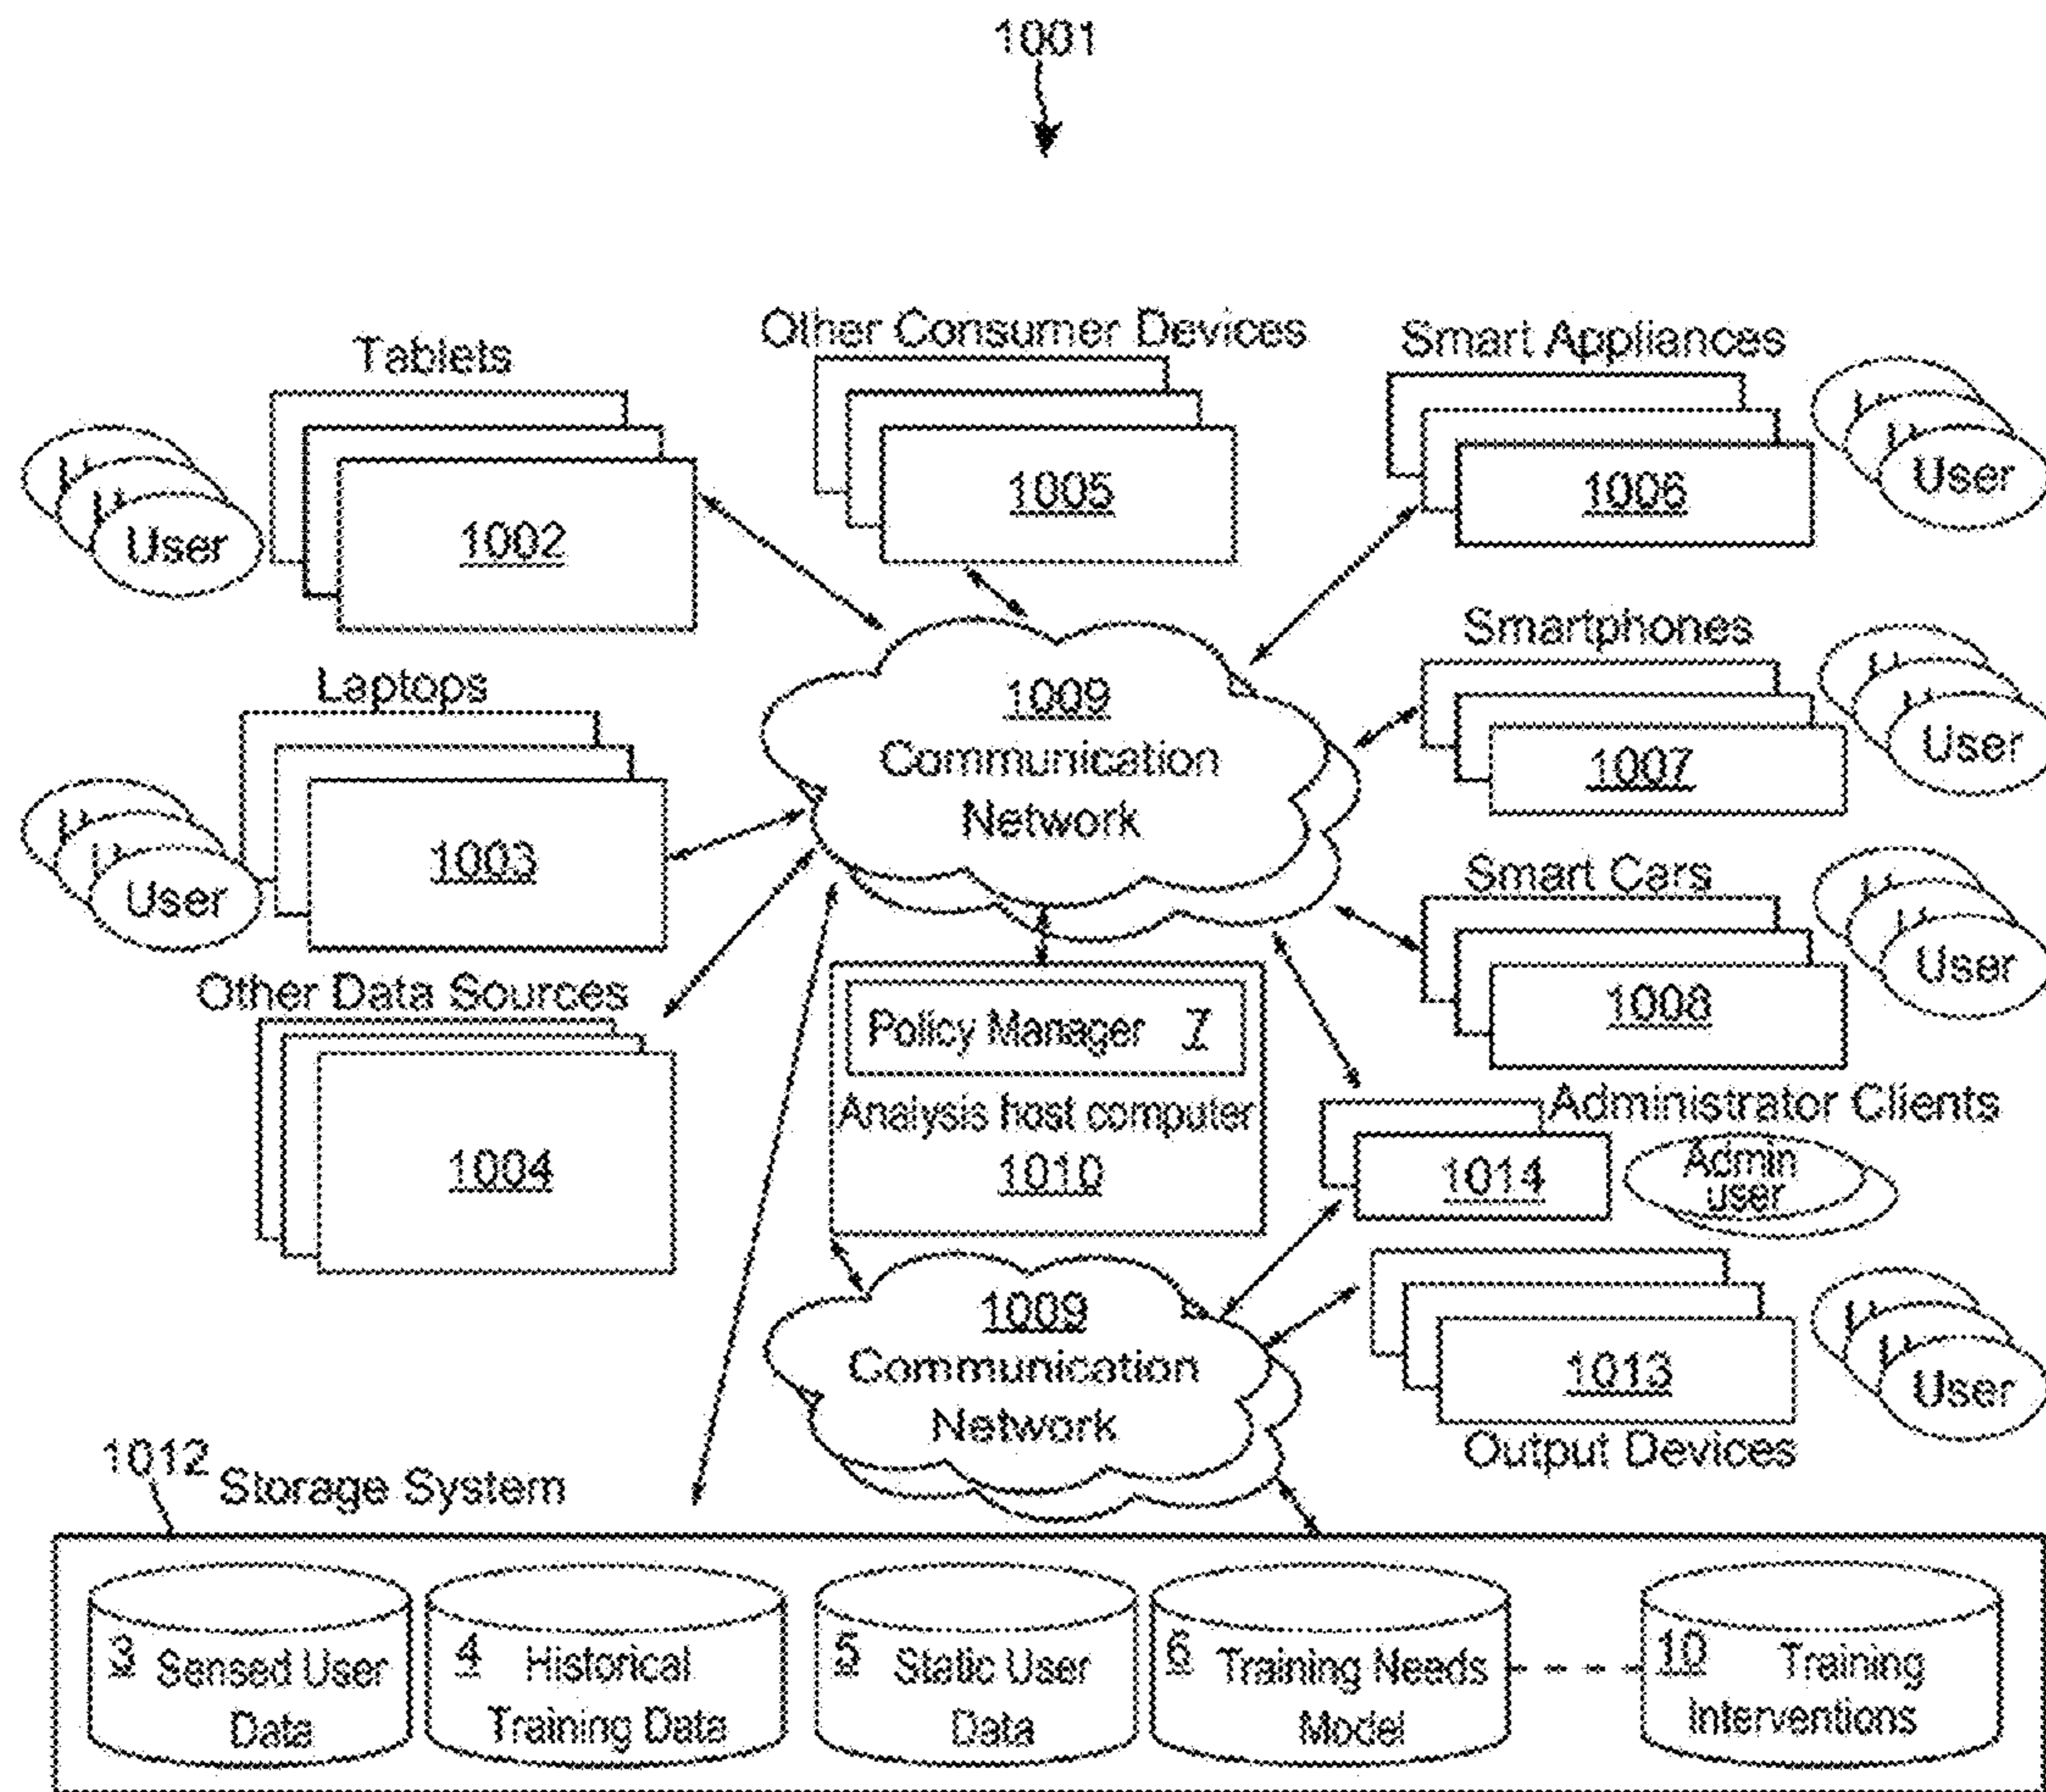 1001
Tablets
1002
User
Other Consumer Devices
1005
Smart Appliances
1006
User
Laptops
1003
User
1009
Communication
Network
Smartphones
1007
User
Smart Cars
1008
User
Other Data Sources
1004
Policy Manager 7
Analysis host computer
1010
Administrator Clients
1014
Admin
user
1009
Communication
Network
1013
Output Devices
User
1012
Storage System
3 Sensed User
Data
4 Historical
Training Data
5 Static User
Data
6 Training Needs
Model
10 Training
Interventions